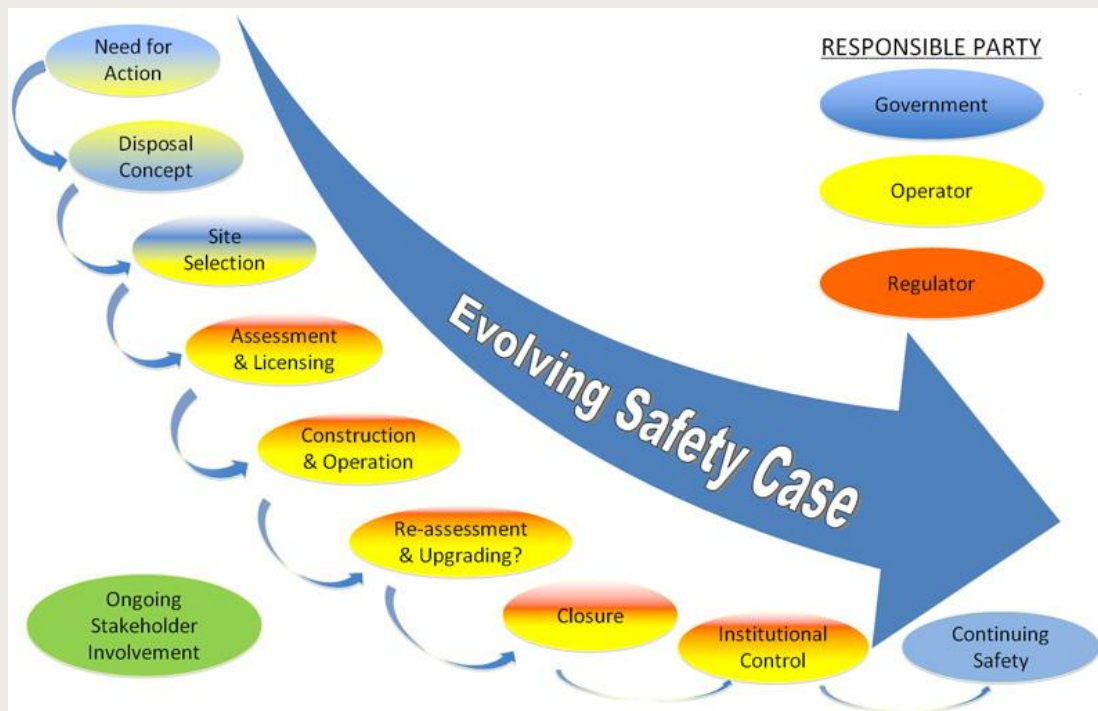 Need for
Action
Disposal
Concept
Site
Selection
Assessment
& Licensing
Construction
& Operation
Re-assessment
& Upgrading?
Closure
Institutional
Control
Continuing
Safety
Ongoing
Stakeholder
Involvement
Evolving Safety Case
RESPONSIBLE PARTY
Government
Operator
Regulator